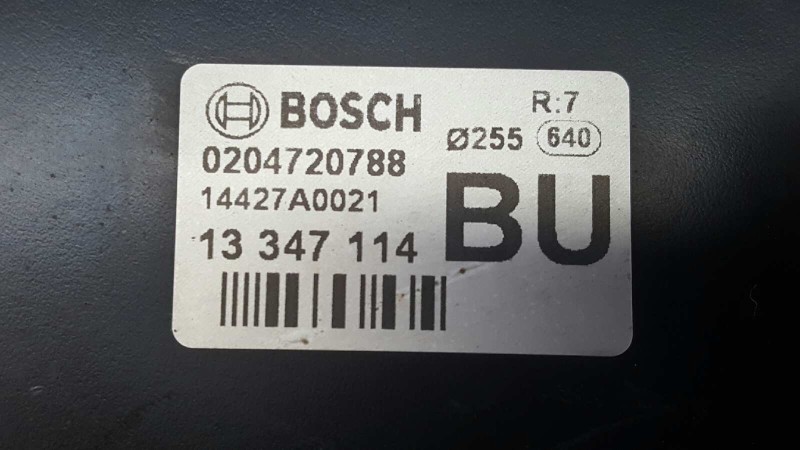 BOSCH
R:7
Ø255 640
0204720788
14427A0021
13 347 114
BU